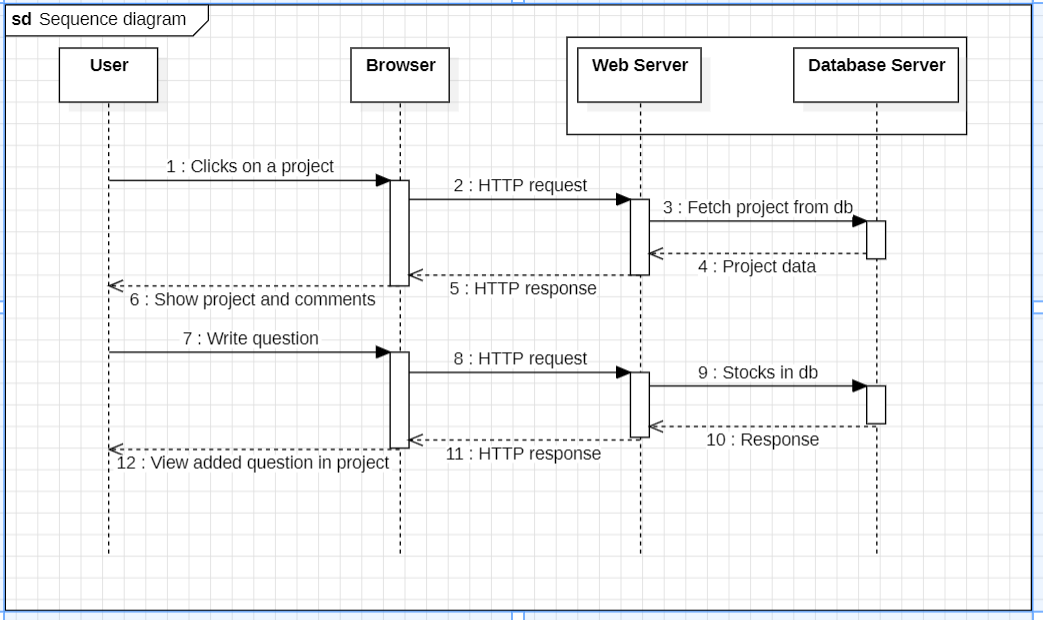 sd Sequence diagram
User
Browser
Web Server
Database Server
1 : Clicks on a project
2 : HTTP request
3 : Fetch project from db
4 : Project data
5 : HTTP response
6 : Show project and comments
7 : Write question
8 : HTTP request
9 : Stocks in db
10 : Response
11 : HTTP response
12 : View added question in project